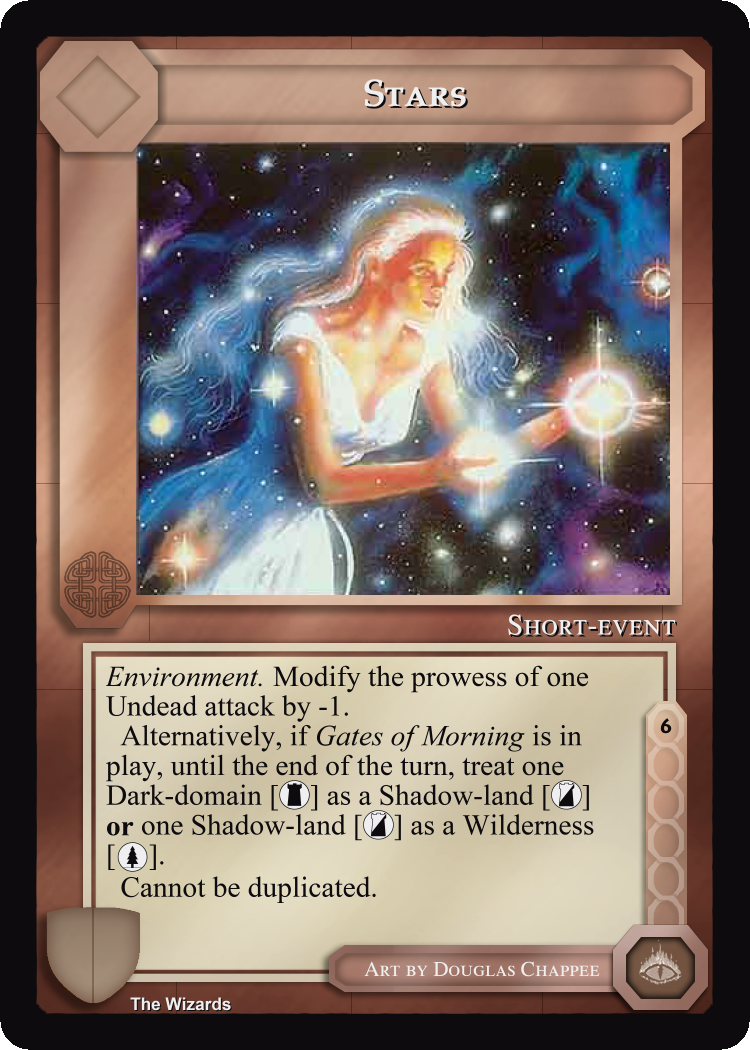 Stars
Short-event
Environment. Modify the prowess of one
Undead attack by -1.
Alternatively, if Gates of Morning is in
play, until the end of the turn, treat one
Dark-domain [] as a Shadow-land []
or one Shadow-land [] as a Wilderness
[].
Cannot be duplicated.
6
Art by Douglas Chappee
The Wizards